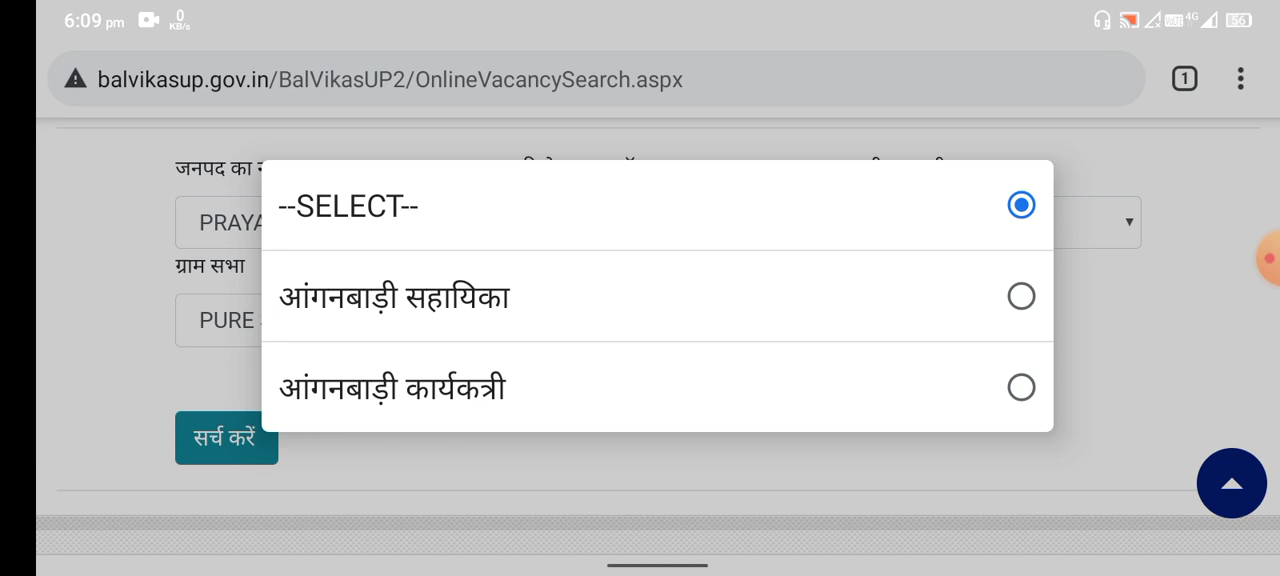 6:09 pm 0 KB/s 4G 56
balvikasup.gov.in/BalVikasUP2/OnlineVacancySearch.aspx 1
जनपद का
PRAYA
ग्राम सभा
PURE
--SELECT--
आंगनबाड़ी सहायिका
आंगनबाड़ी कार्यकत्री
सर्च करें